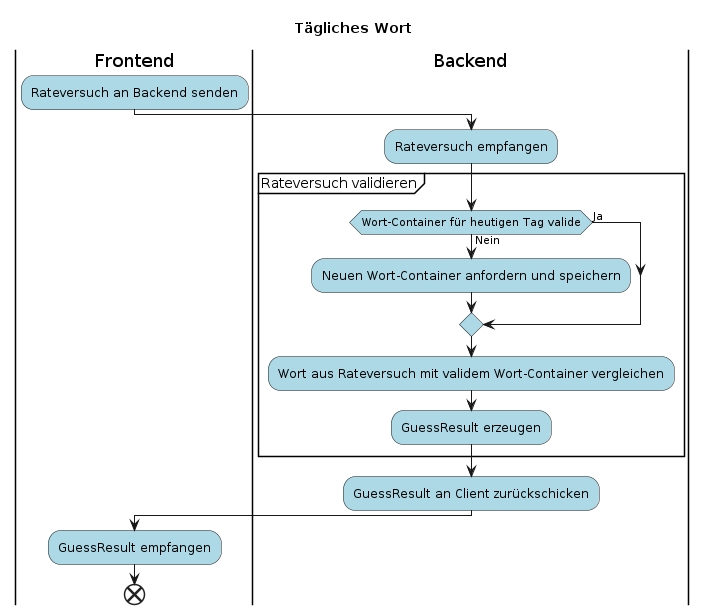 Tägliches Wort
Frontend
Backend
Rateversuch an Backend senden
Rateversuch empfangen
Rateversuch validieren
Wort-Container für heutigen Tag valide
Ja
Nein
Neuen Wort-Container anfordern und speichern
Wort aus Rateversuch mit validem Wort-Container vergleichen
GuessResult erzeugen
GuessResult an Client zurückschicken
GuessResult empfangen